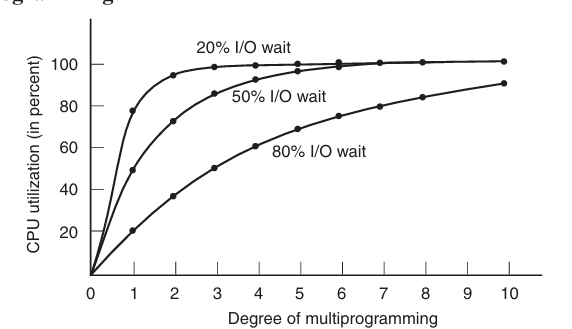 20% I/O wait
50% I/O wait
80% I/O wait
CPU utilization (in percent)
100
80
60
40
20
0 1 2 3 4 5 6 7 8 9 10
Degree of multiprogramming